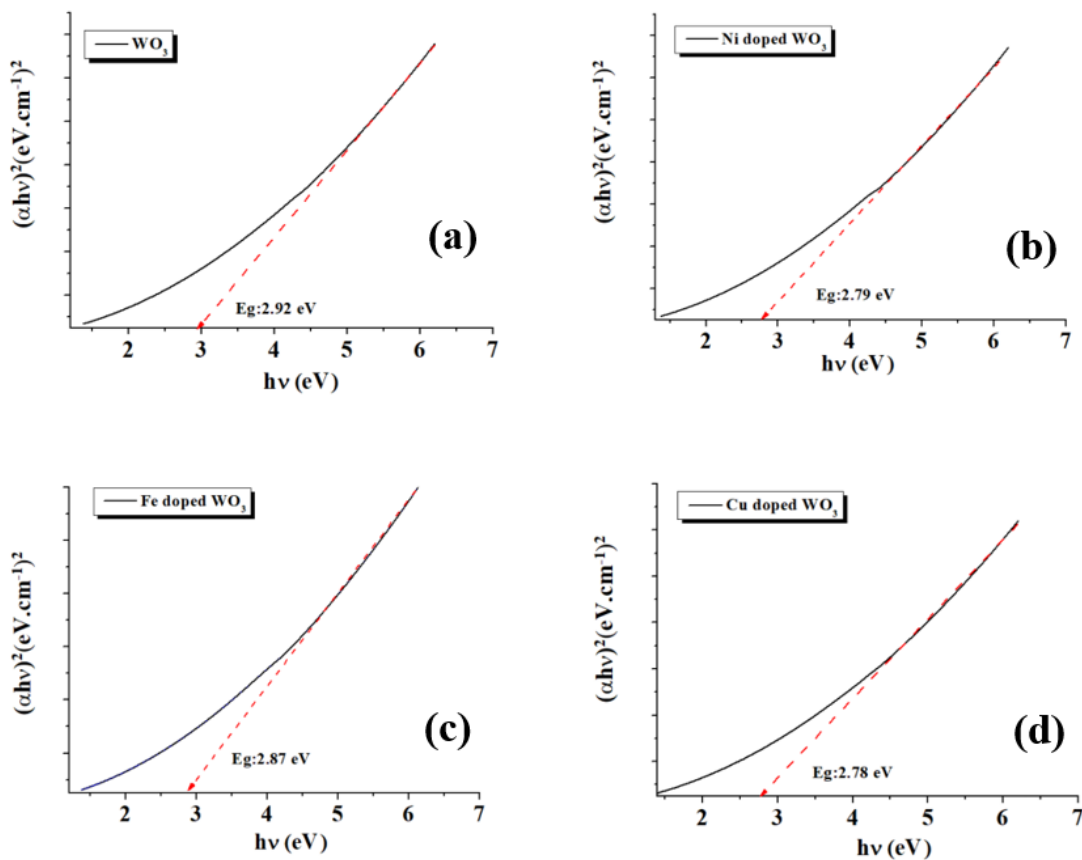 WO₃
(αhν)²(eV.cm⁻¹)²
(a)
Eg:2.92 eV
2 3 4 5 6 7
hν (eV)
Ni doped WO₃
(αhν)²(eV.cm⁻¹)²
(b)
Eg:2.79 eV
2 3 4 5 6 7
hν (eV)
Fe doped WO₃
(αhν)²(eV.cm⁻¹)²
(c)
Eg:2.87 eV
2 3 4 5 6 7
hν (eV)
Cu doped WO₃
(αhν)²(eV.cm⁻¹)²
(d)
Eg:2.78 eV
2 3 4 5 6 7
hν (eV)